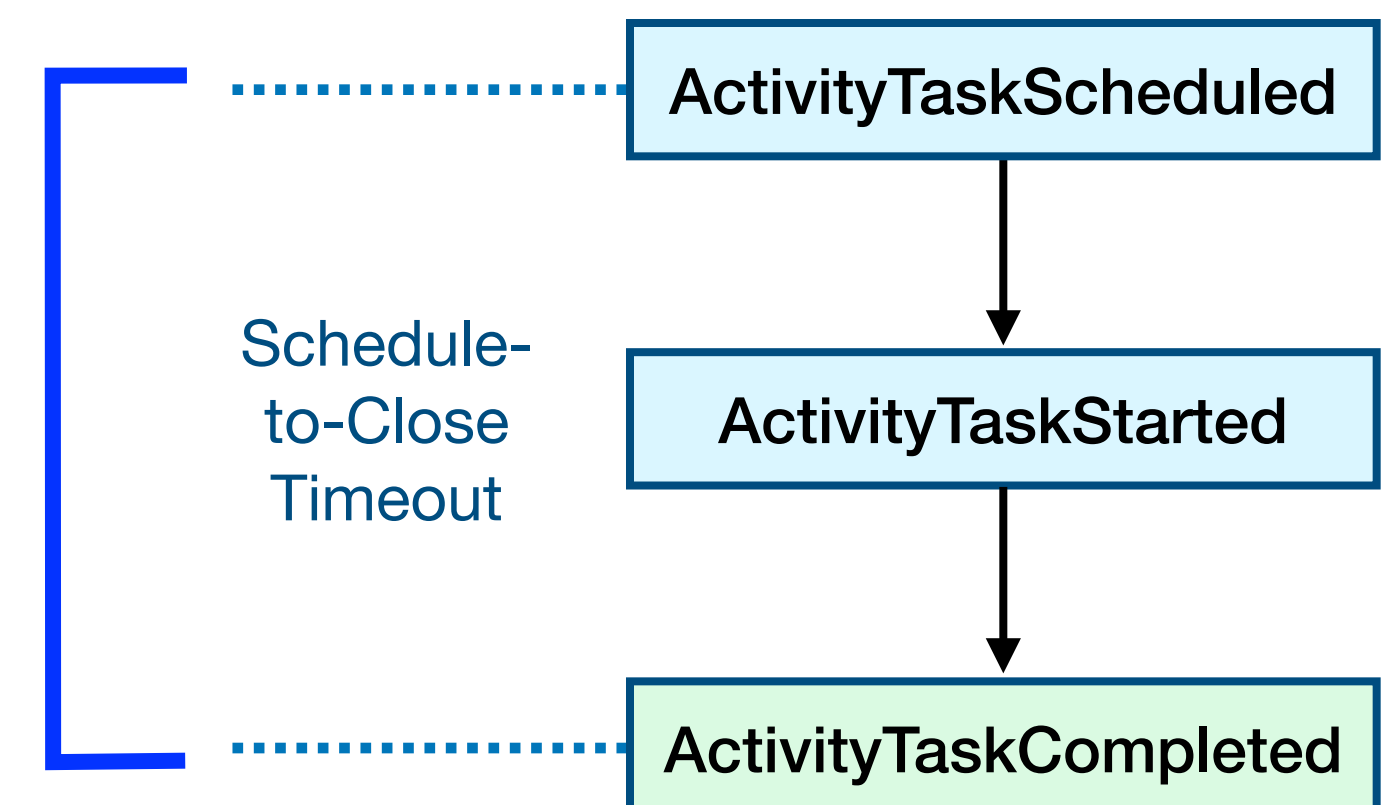 ActivityTaskScheduled
Schedule-
to-Close
Timeout
ActivityTaskStarted
ActivityTaskCompleted